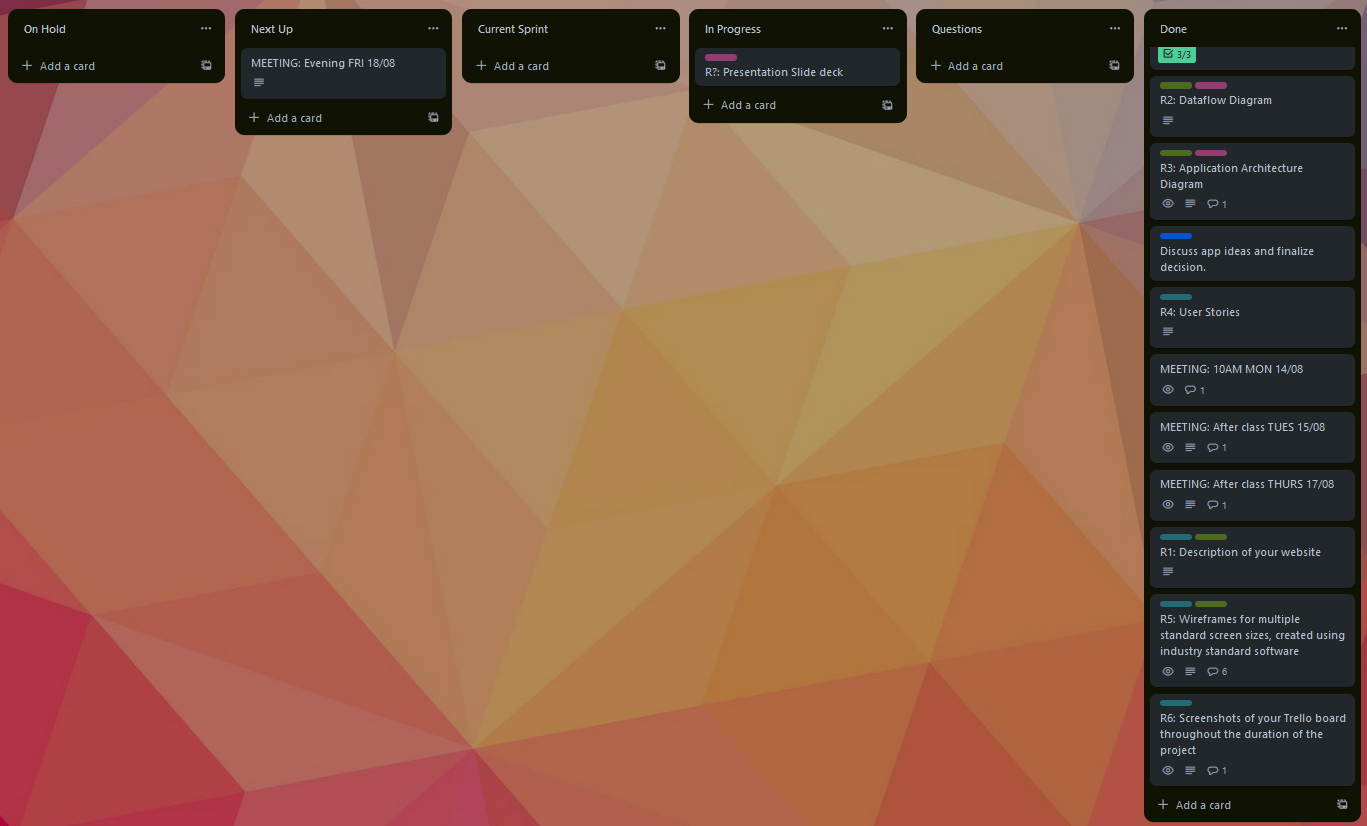 On Hold
Add a card
Next Up
MEETING: Evening FRI 18/08
Add a card
Current Sprint
Add a card
In Progress
R?: Presentation Slide deck
Add a card
Questions
Add a card
Done
3/3
R2: Dataflow Diagram
R3: Application Architecture
Diagram
1
Discuss app ideas and finalize
decision.
R4: User Stories
MEETING: 10AM MON 14/08
1
MEETING: After class TUES 15/08
1
MEETING: After class THURS 17/08
1
R1: Description of your website
R5: Wireframes for multiple
standard screen sizes, created using
industry standard software
6
R6: Screenshots of your Trello board
throughout the duration of the
project
1
Add a card